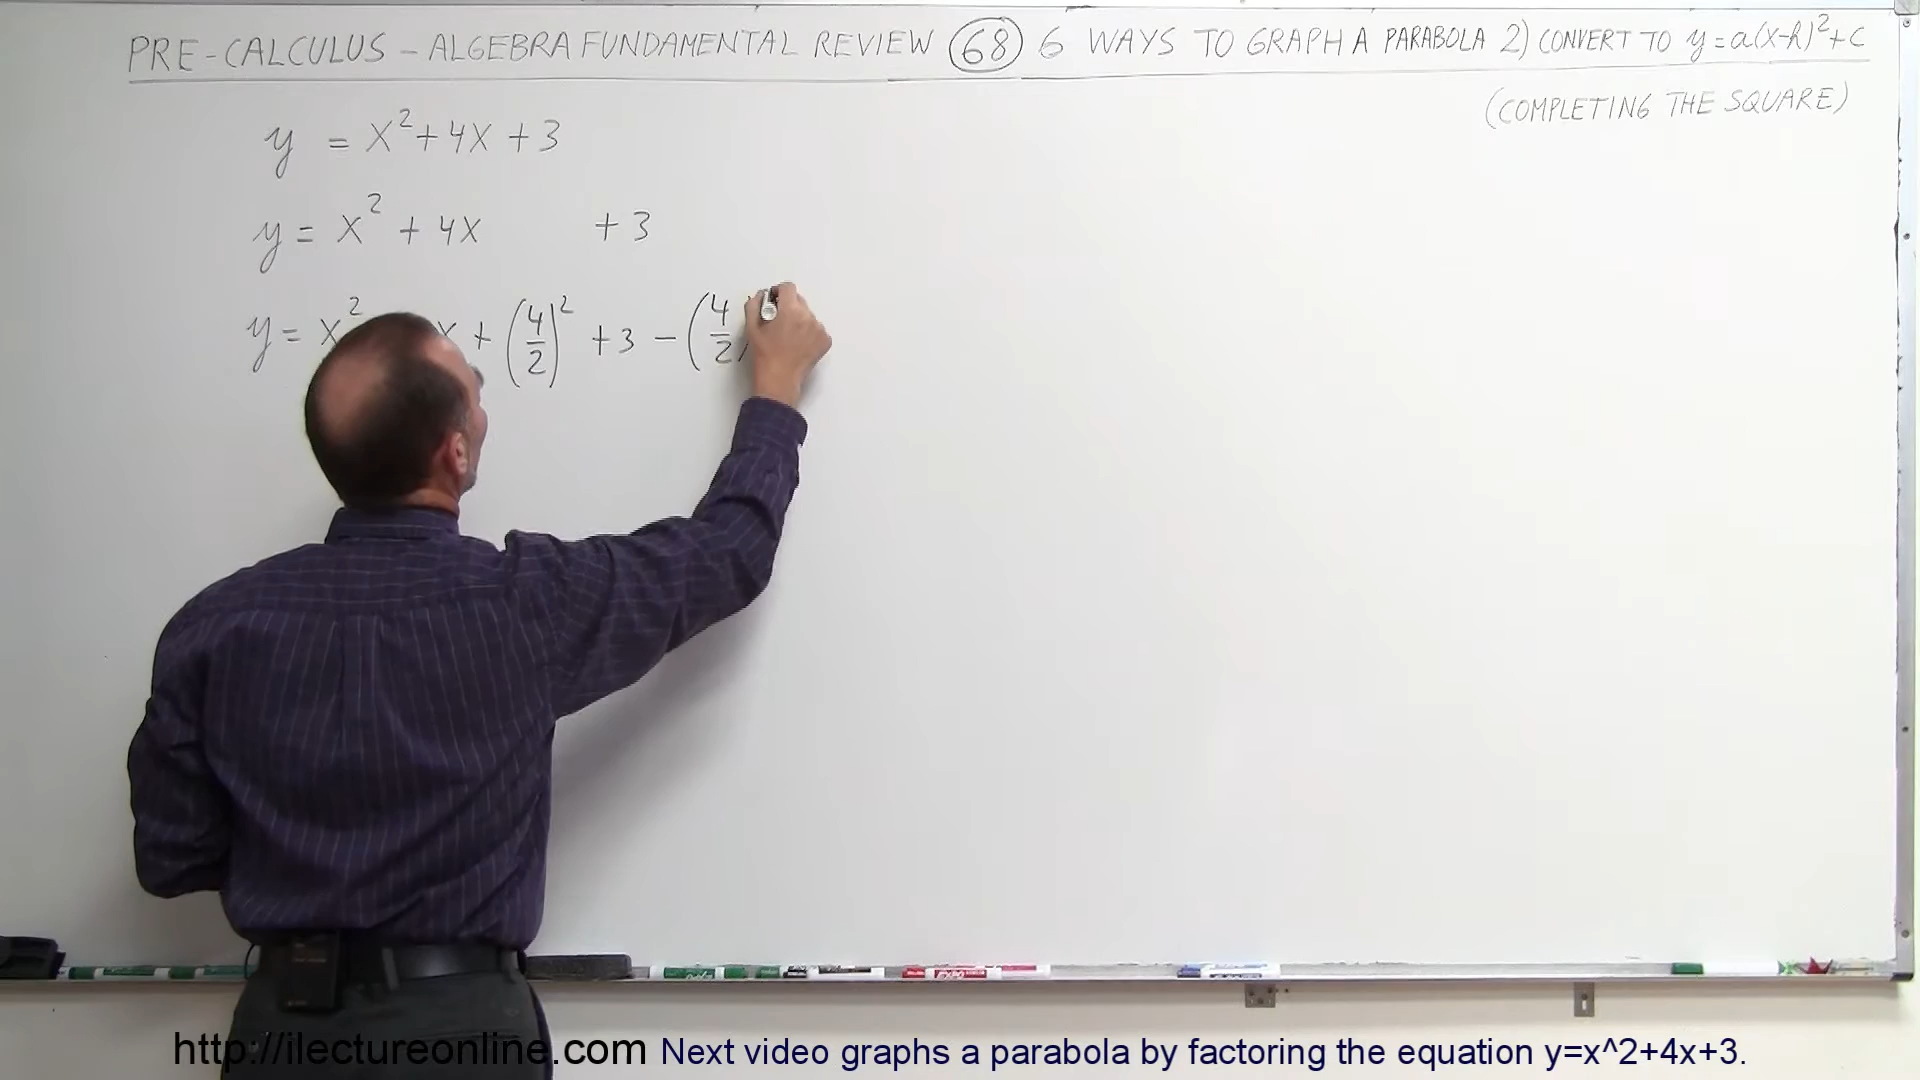 PRE-CALCULUS – ALGEBRA FUNDAMENTAL REVIEW 68 6 WAYS TO GRAPH A PARABOLA 2) CONVERT TO y=a(x-h)²+c
(COMPLETING THE SQUARE)
y = x²+4x+3
y = x² + 4x +3
y = x² x + (4/2)² +3 - (4/2)
http://ilectureonline.com Next video graphs a parabola by factoring the equation y=x^2+4x+3.